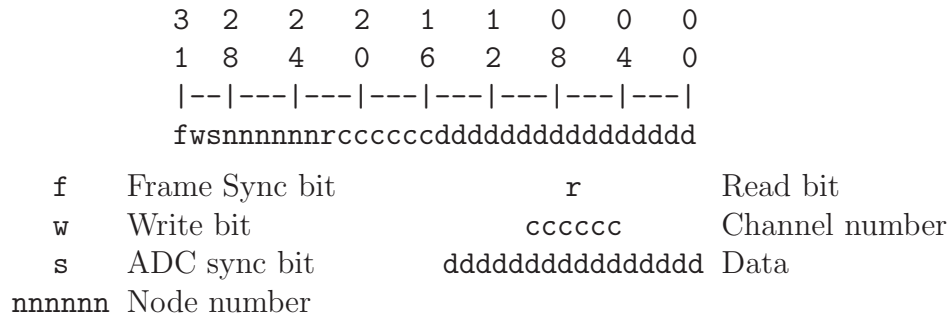 3  2   2   2   1   1   0   0   0
1  8   4   0   6   2   8   4   0
|--|---|---|---|---|---|---|---|
fwsnnnnnnrccccccdddddddddddddddd
f Frame Sync bit r Read bit
w Write bit cccccc Channel number
s ADC sync bit dddddddddddddddd Data
nnnnnn Node number